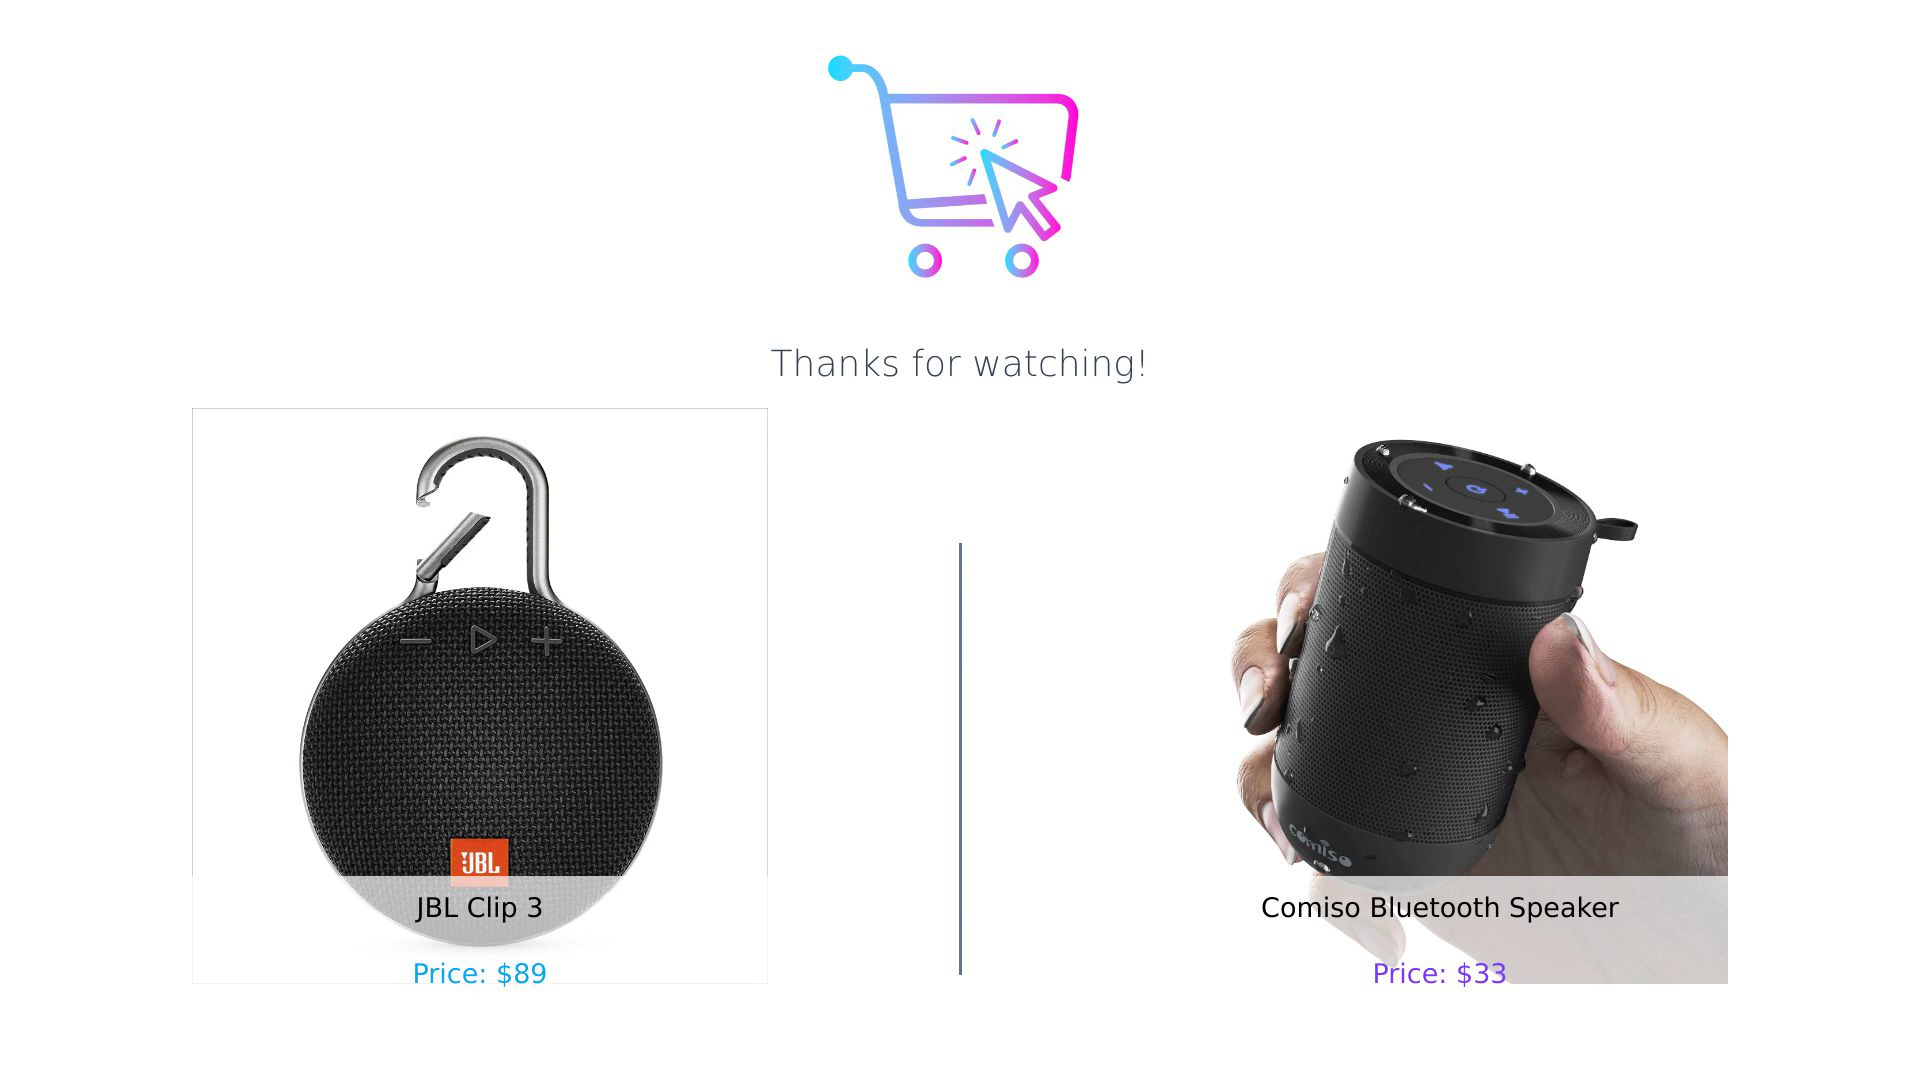 Thanks for watching!
JBL
JBL Clip 3
Price: $89
comiso
Comiso Bluetooth Speaker
Price: $33